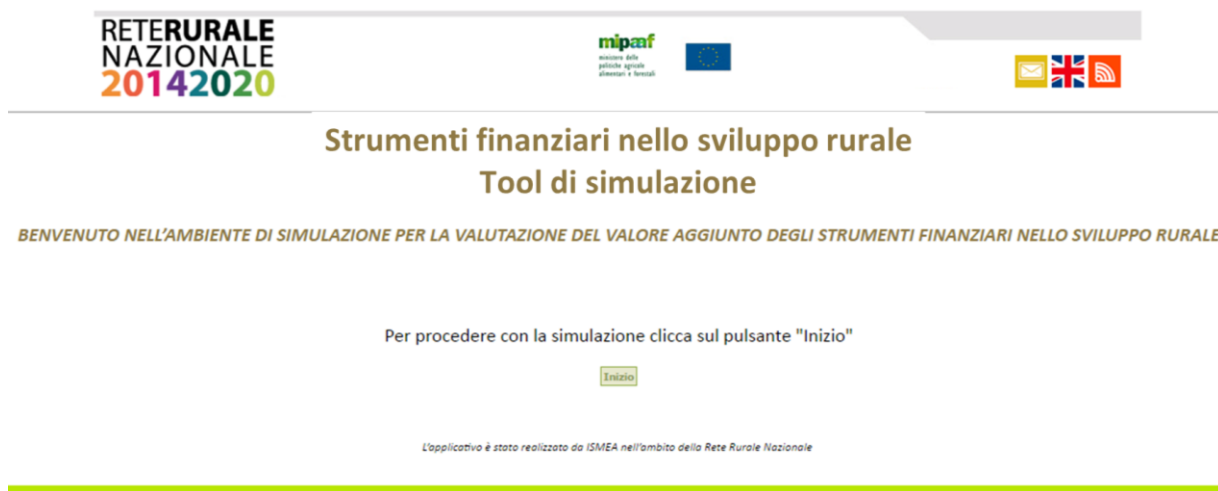 RETERURALE
NAZIONALE
20142020
mipaaf
ministero delle
politiche agricole
alimentari e forestali
Strumenti finanziari nello sviluppo rurale
Tool di simulazione
BENVENUTO NELL'AMBIENTE DI SIMULAZIONE PER LA VALUTAZIONE DEL VALORE AGGIUNTO DEGLI STRUMENTI FINANZIARI NELLO SVILUPPO RURALE
Per procedere con la simulazione clicca sul pulsante "Inizio"
Inizio
L'applicativo è stato realizzato da ISMEA nell'ambito della Rete Rurale Nazionale